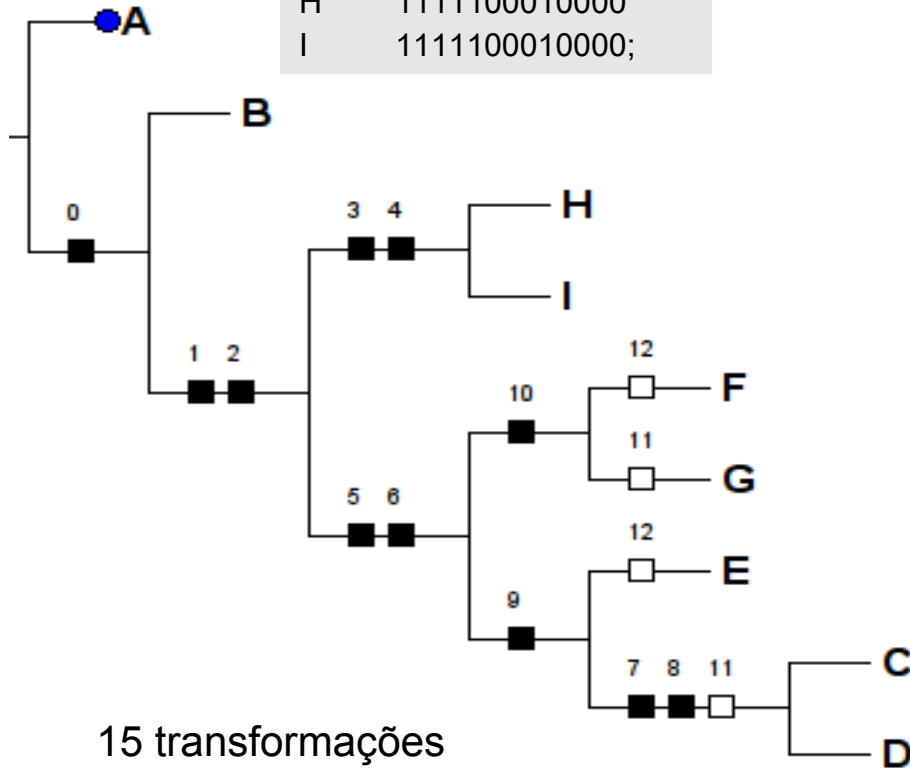 H 1111100010000
I 1111100010000;
A
B
0
3 4
H
I
1 2
12
F
10
11
G
5 6
12
E
9
7 8 11
C
D
15 transformações